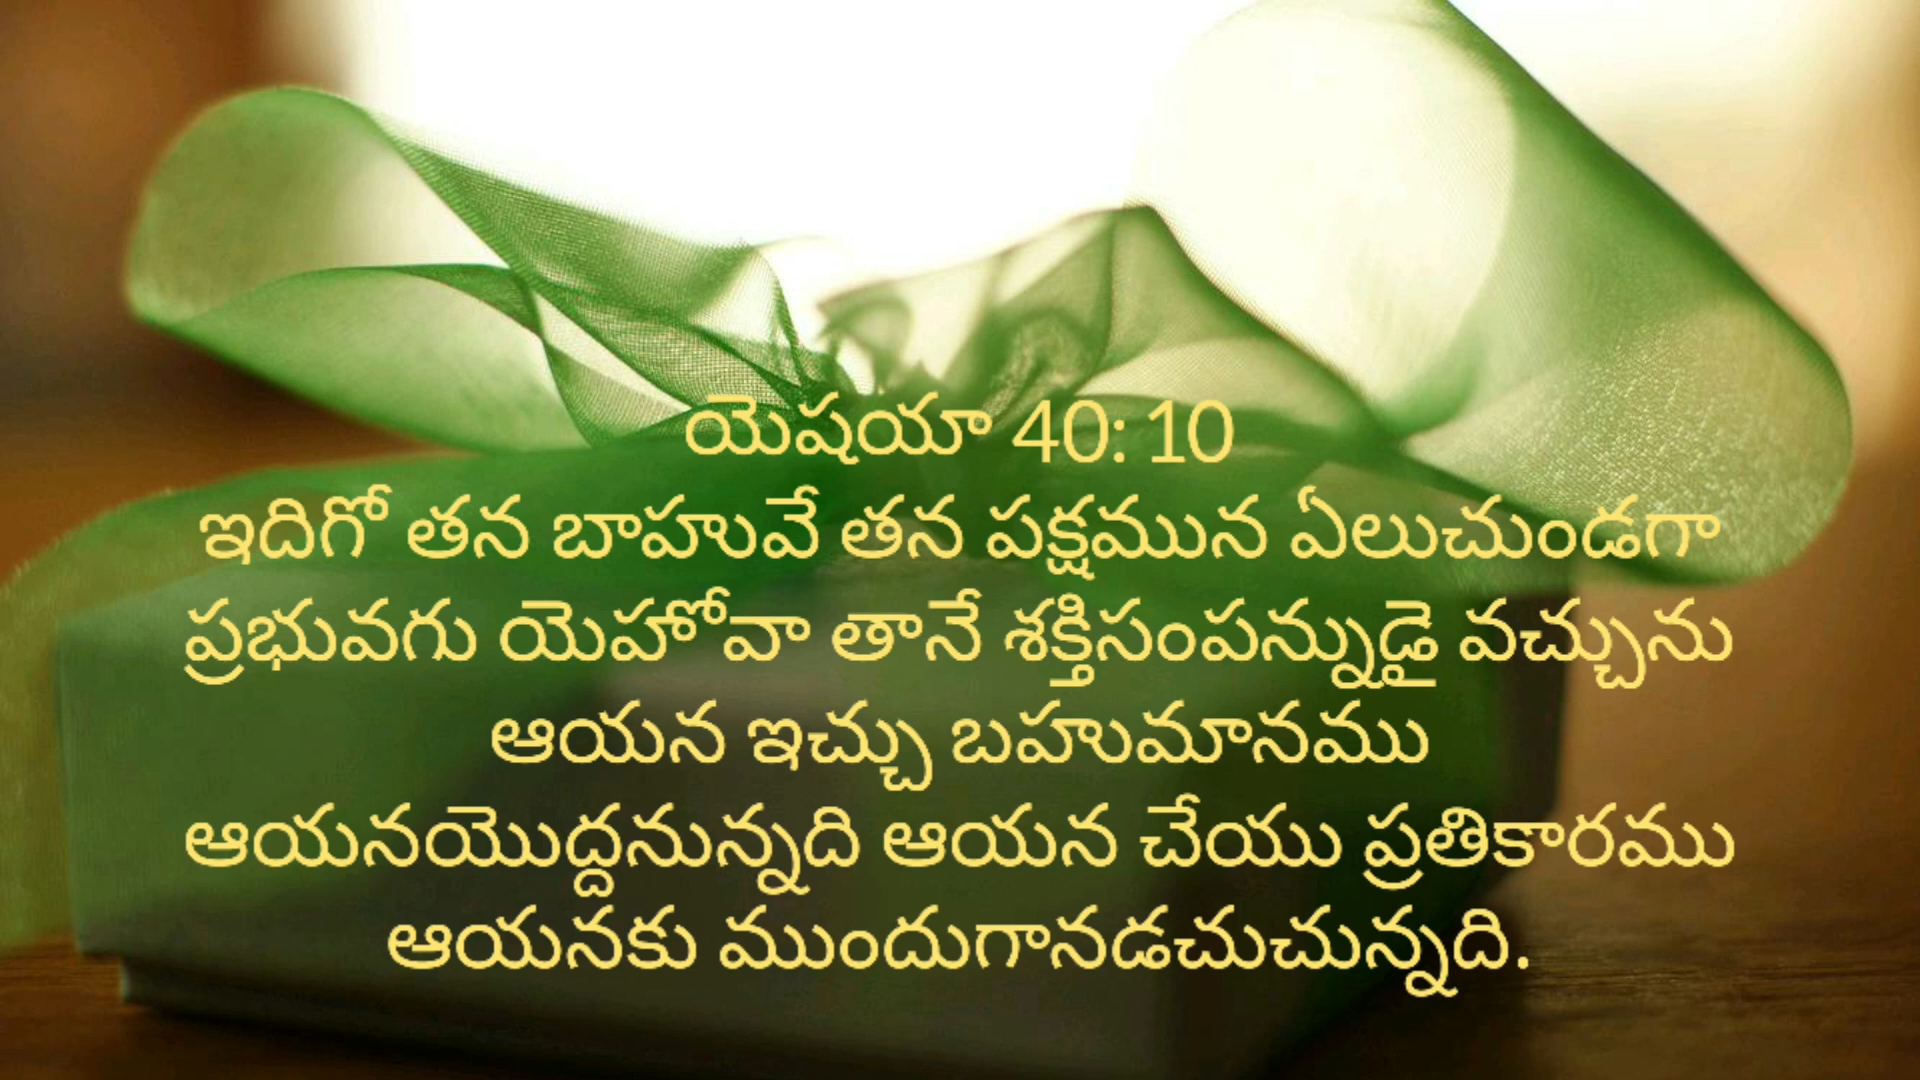 యెషయా 40: 10
ఇదిగో తన బాహువే తన పక్షమున ఏలుచుండగా
ప్రభువగు యెహోవా తానే శక్తిసంపన్నుడై వచ్చును
ఆయన ఇచ్చు బహుమానము
ఆయనయొద్దనున్నది ఆయన చేయు ప్రతికారము
ఆయనకు ముందుగానడచుచున్నది.